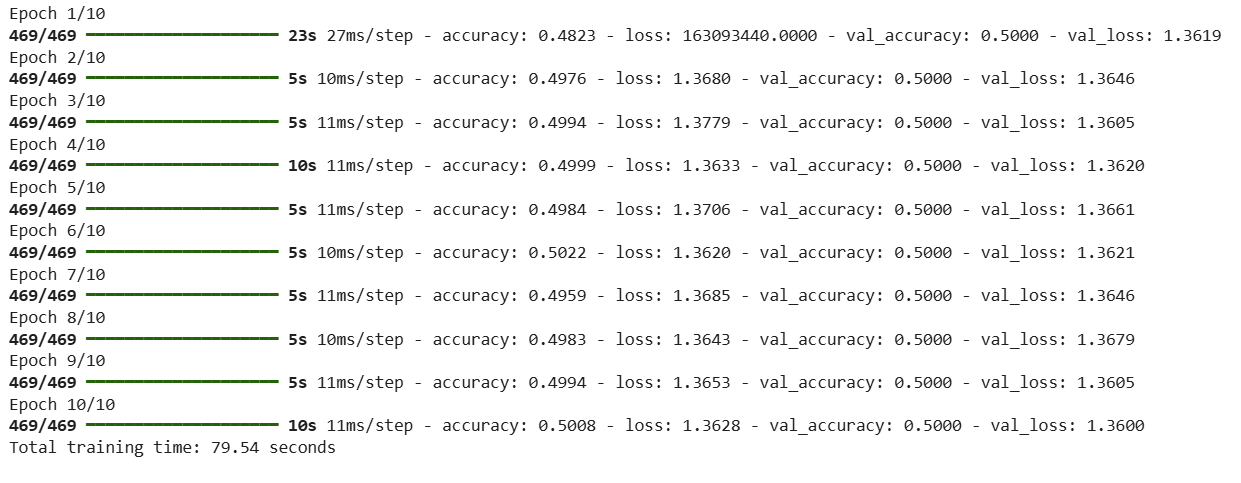 Epoch 1/10
469/469 23s 27ms/step - accuracy: 0.4823 - loss: 163093440.0000 - val_accuracy: 0.5000 - val_loss: 1.3619
Epoch 2/10
469/469 5s 10ms/step - accuracy: 0.4976 - loss: 1.3680 - val_accuracy: 0.5000 - val_loss: 1.3646
Epoch 3/10
469/469 5s 11ms/step - accuracy: 0.4994 - loss: 1.3779 - val_accuracy: 0.5000 - val_loss: 1.3605
Epoch 4/10
469/469 10s 11ms/step - accuracy: 0.4999 - loss: 1.3633 - val_accuracy: 0.5000 - val_loss: 1.3620
Epoch 5/10
469/469 5s 11ms/step - accuracy: 0.4984 - loss: 1.3706 - val_accuracy: 0.5000 - val_loss: 1.3661
Epoch 6/10
469/469 5s 10ms/step - accuracy: 0.5022 - loss: 1.3620 - val_accuracy: 0.5000 - val_loss: 1.3621
Epoch 7/10
469/469 5s 11ms/step - accuracy: 0.4959 - loss: 1.3685 - val_accuracy: 0.5000 - val_loss: 1.3646
Epoch 8/10
469/469 5s 10ms/step - accuracy: 0.4983 - loss: 1.3643 - val_accuracy: 0.5000 - val_loss: 1.3679
Epoch 9/10
469/469 5s 11ms/step - accuracy: 0.4994 - loss: 1.3653 - val_accuracy: 0.5000 - val_loss: 1.3605
Epoch 10/10
469/469 10s 11ms/step - accuracy: 0.5008 - loss: 1.3628 - val_accuracy: 0.5000 - val_loss: 1.3600
Total training time: 79.54 seconds